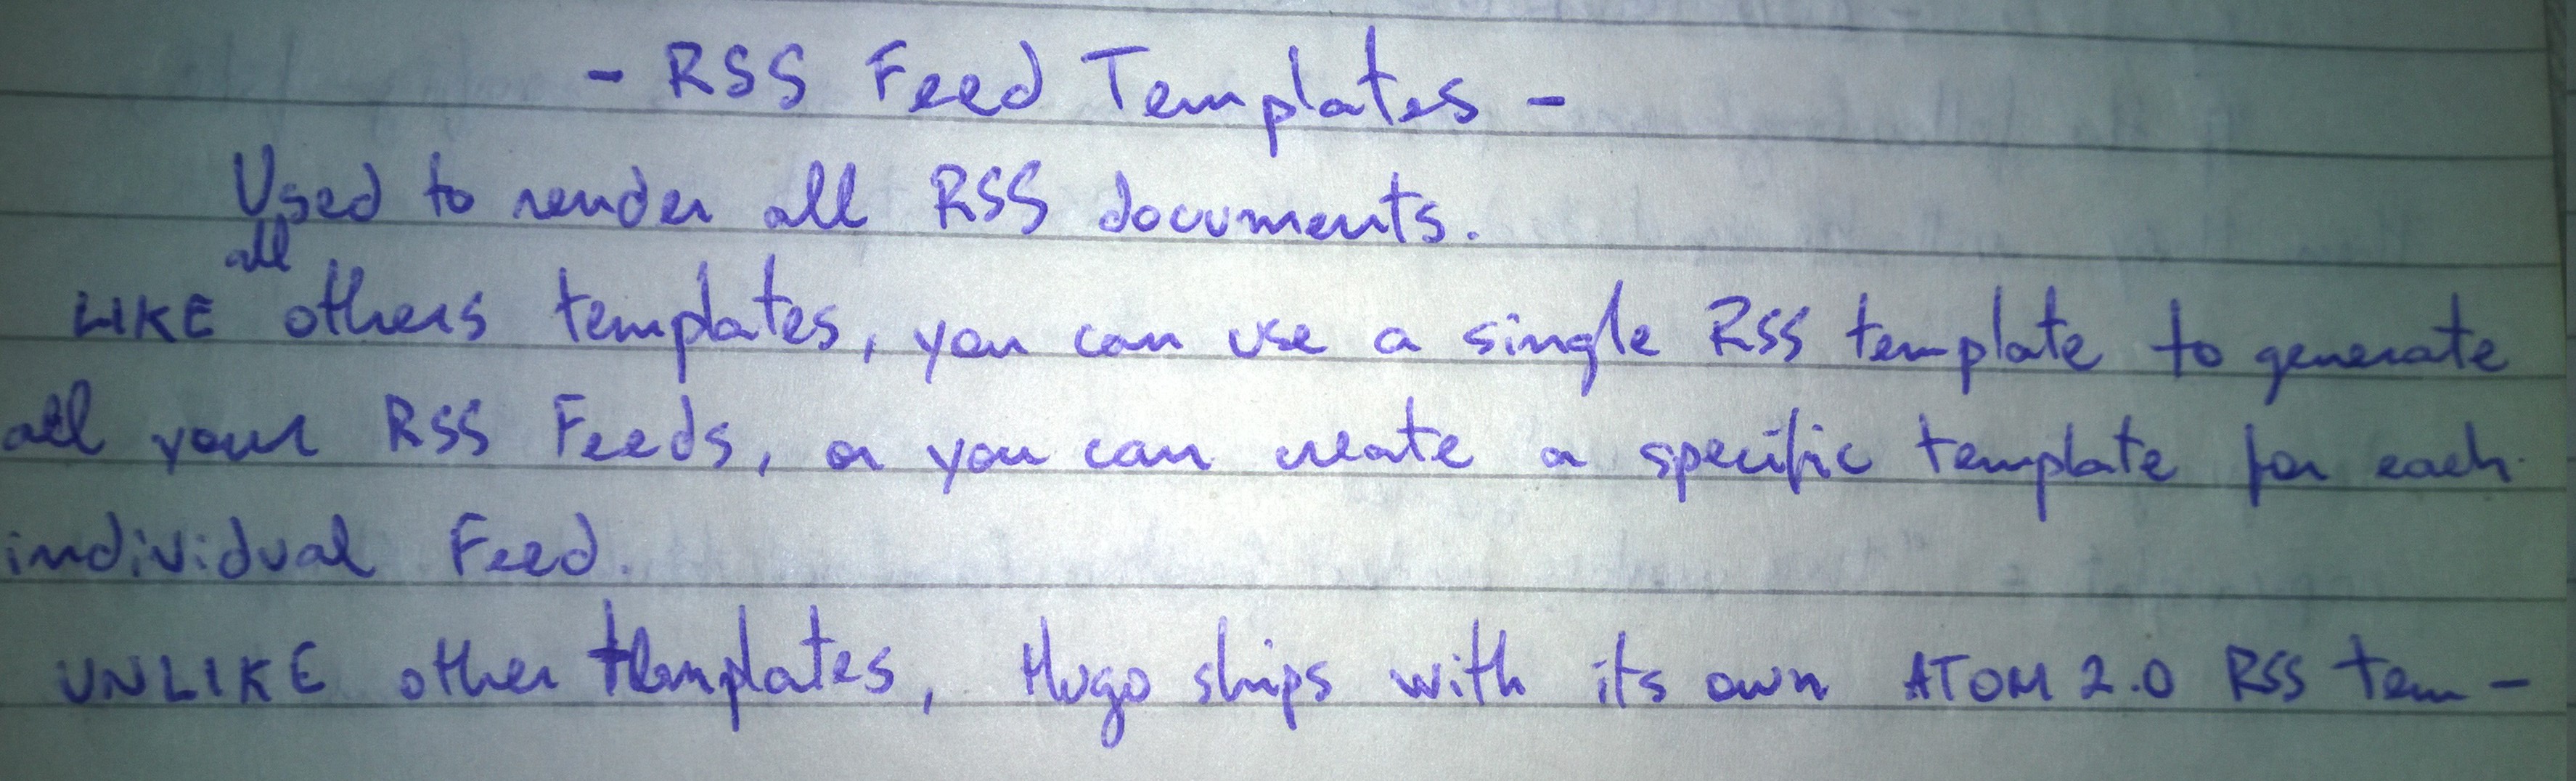 - RSS Feed Templates -
Used to render all RSS documents.
LIKE all others templates, you can use a single RSS template to generate
all your RSS Feeds, or you can create a specific template for each
individual Feed.
UNLIKE other templates, Hugo ships with its own ATOM 2.0 RSS tem-